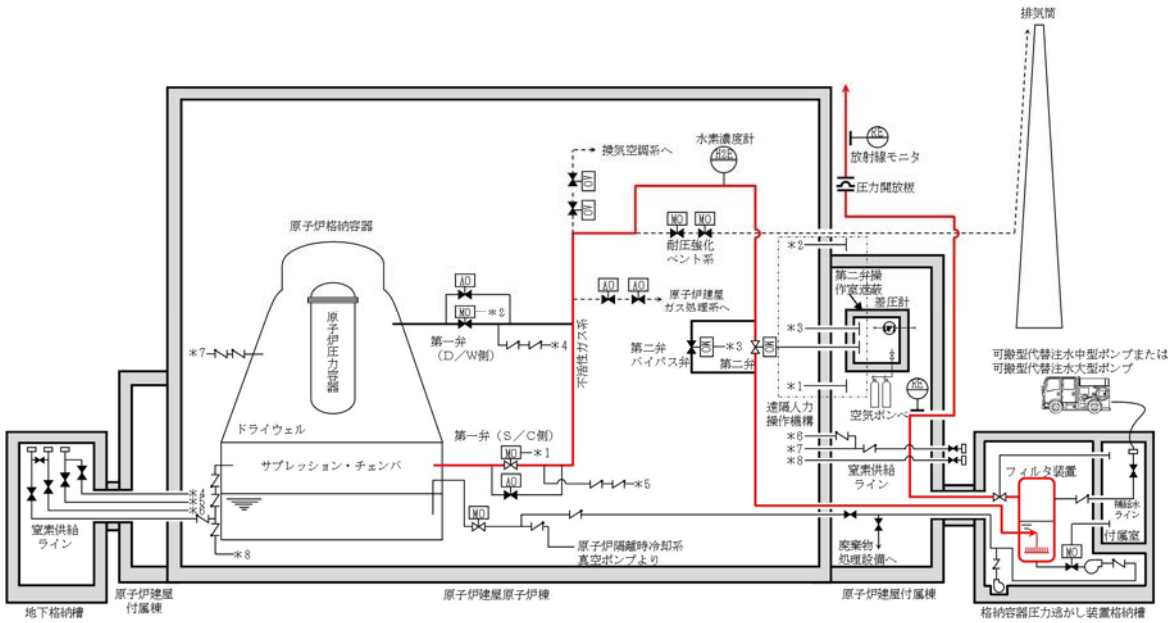 排気筒
水素濃度計
H2E
換気空調系へ
RE
放射線モニタ
圧力開放板
AO
AO
原子炉格納容器
MO
MO
耐圧強化
ベント系
*2
第二弁操
作室遮蔽
差圧計
AO
AO
AO
原子炉建屋
ガス処理系へ
MO
*2
*7
原子炉圧力容器
第一弁
(D/W側)
*4
不活性ガス系
*3
第二弁
バイパス弁
MO
*3
第二弁
MO
*1
RE
空気ボンベ
可搬型代替注水中型ポンプまたは
可搬型代替注水大型ポンプ
遠隔人力
操作機構
ドライウェル
第一弁(S/C側)
MO
*1
*6
*7
*8
窒素供給
ライン
サプレッション・チェンバ
AO
*5
フィルタ装置
補給水
ライン
付属室
窒素供給
ライン
*8
MO
原子炉隔離時冷却系
真空ポンプより
廃棄物
処理設備へ
MO
地下格納槽
原子炉建屋
付属棟
原子炉建屋原子炉棟
原子炉建屋付属棟
格納容器圧力逃がし装置格納槽